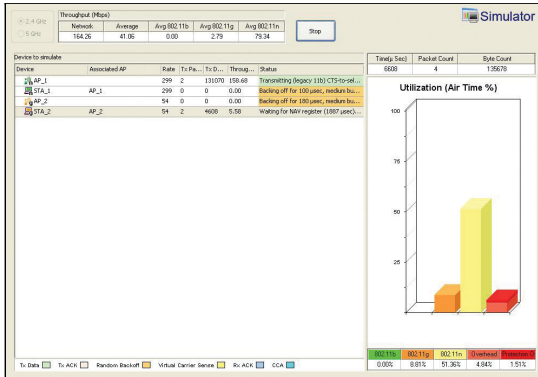 Simulator
2.4 GHz
5 GHz
Throughput (Mbps)
Network Average Avg 802.11b Avg 802.11g Avg 802.11n
164.26 41.06 0.00 2.79 79.34
Stop
Device to simulate
Device Associated AP Rate Tx Pa... Tx D... Throug... Status
AP_1 299 2 131070 158.68 Transmitting (legacy 11b) CTS-to-sel...
STA_1 AP_1 299 0 0 0.00 Backing off for 100 µsec, medium bu...
AP_2 54 0 0 0.00 Backing off for 180 µsec, medium bu...
STA_2 AP_2 54 2 4608 5.58 Waiting for NAV register (1887 µsec)...
Time(µ Sec) Packet Count Byte Count
6608 4 135678
Utilization (Air Time %)
100
75
50
25
802.11b 802.11g 802.11n Overhead Protection O
0.00% 8.81% 51.36% 4.84% 1.51%
Tx Data Tx ACK Random Backoff Virtual Carrier Sense Rx ACK CCA